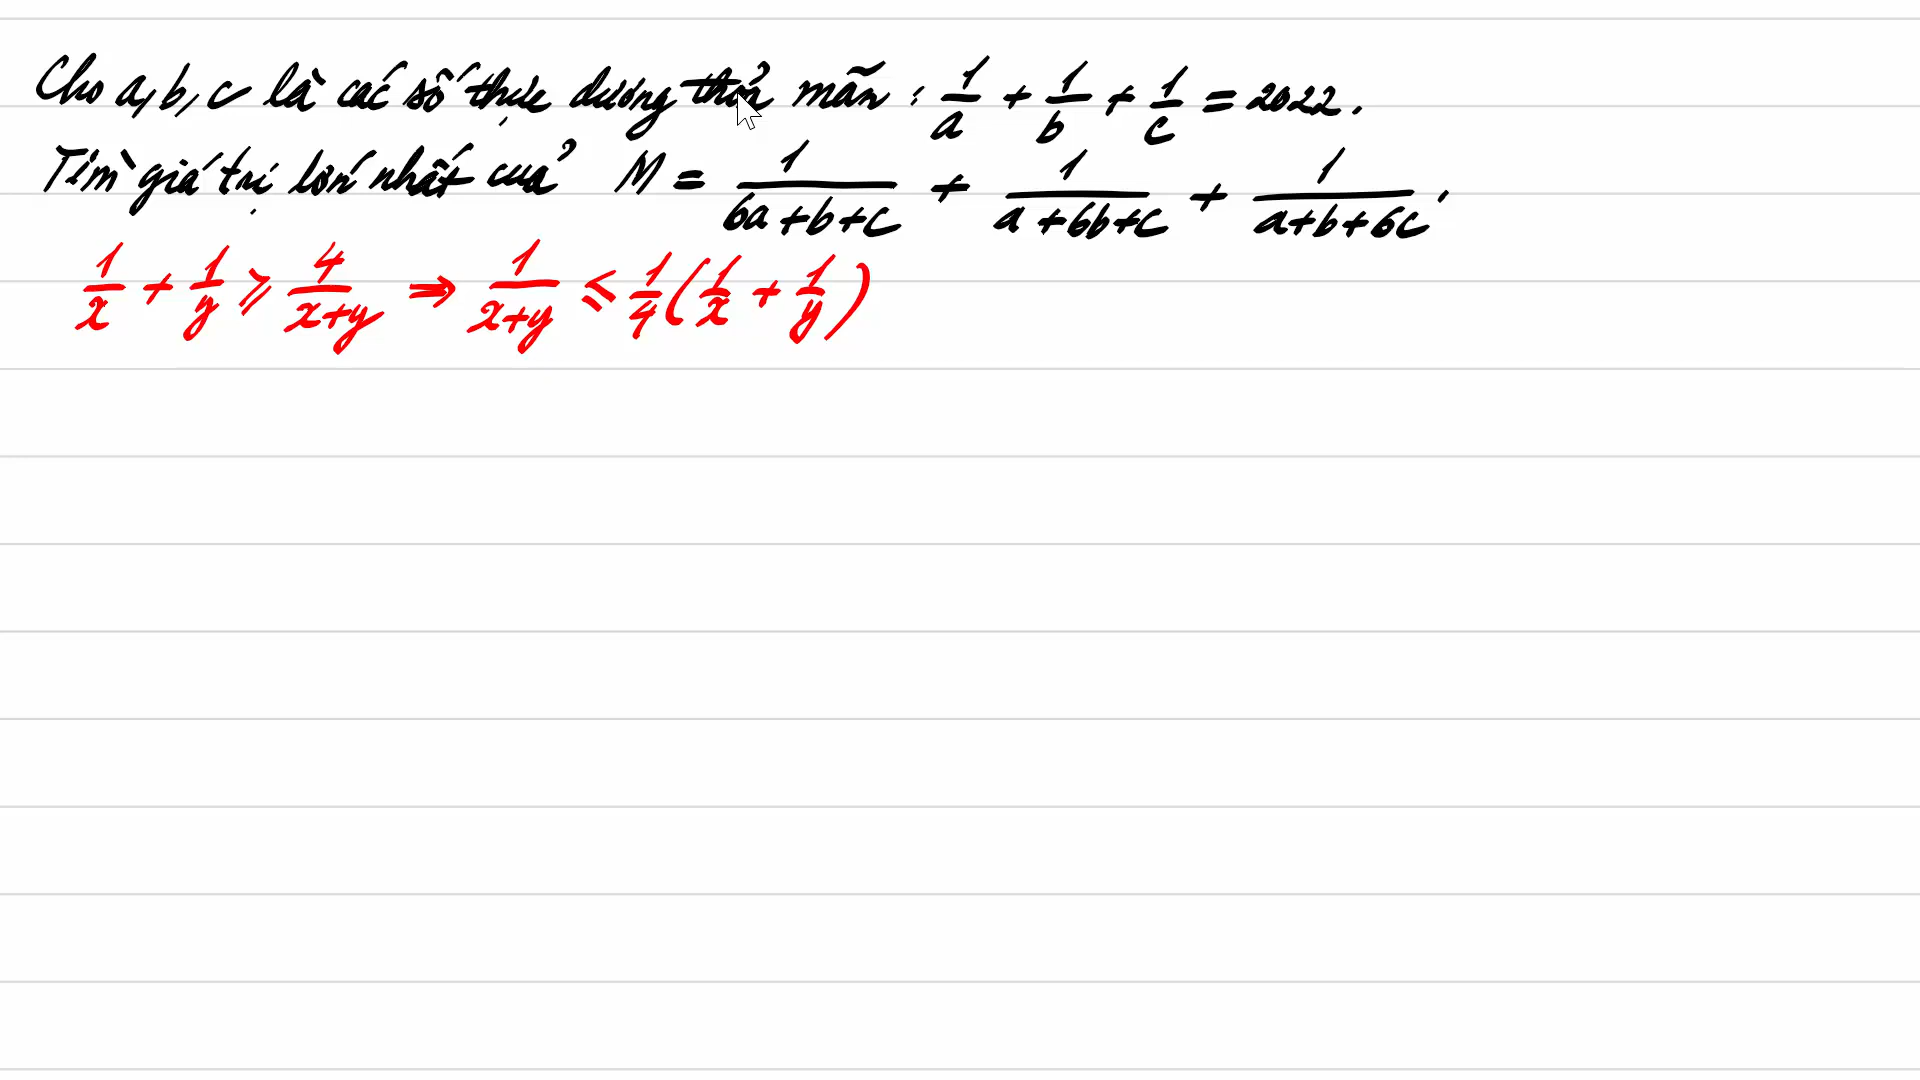 Cho a, b, c là các số thực dương thỏa mãn : 1/a + 1/b + 1/c = 2022.
Tìm giá trị lớn nhất của M = 1/(6a+b+c) + 1/(a+6b+c) + 1/(a+b+6c).
1/x + 1/y ⩾ 4/(x+y) ⇒ 1/(x+y) ⩽ 1/4(1/x + 1/y)